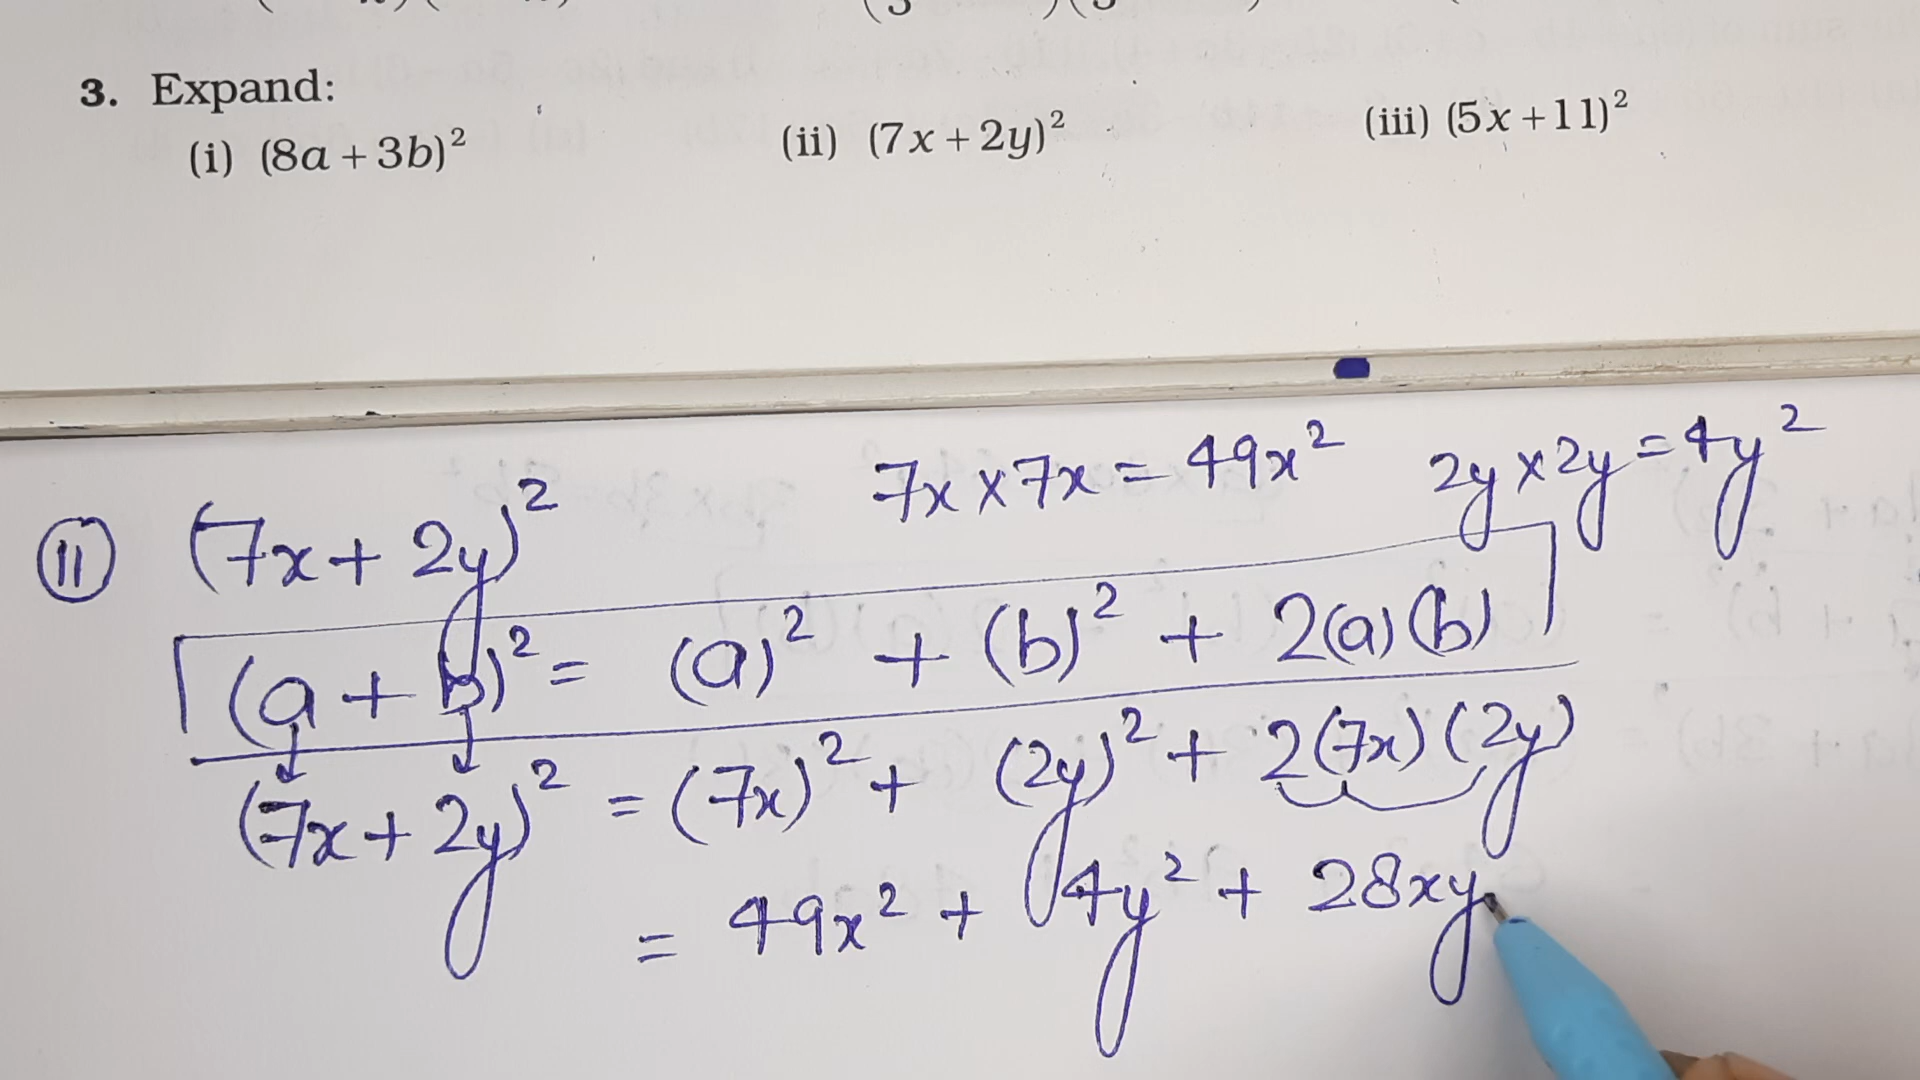 3. Expand:
(i) (8a + 3b)² (ii) (7x + 2y)² (iii) (5x + 11)²
7x × 7x = 49x² 2y × 2y = 4y²
(ii) (7x + 2y)²
(a + b)² = (a)² + (b)² + 2(a)(b)
(7x + 2y)² = (7x)² + (2y)² + 2(7x)(2y)
= 49x² + 4y² + 28xy